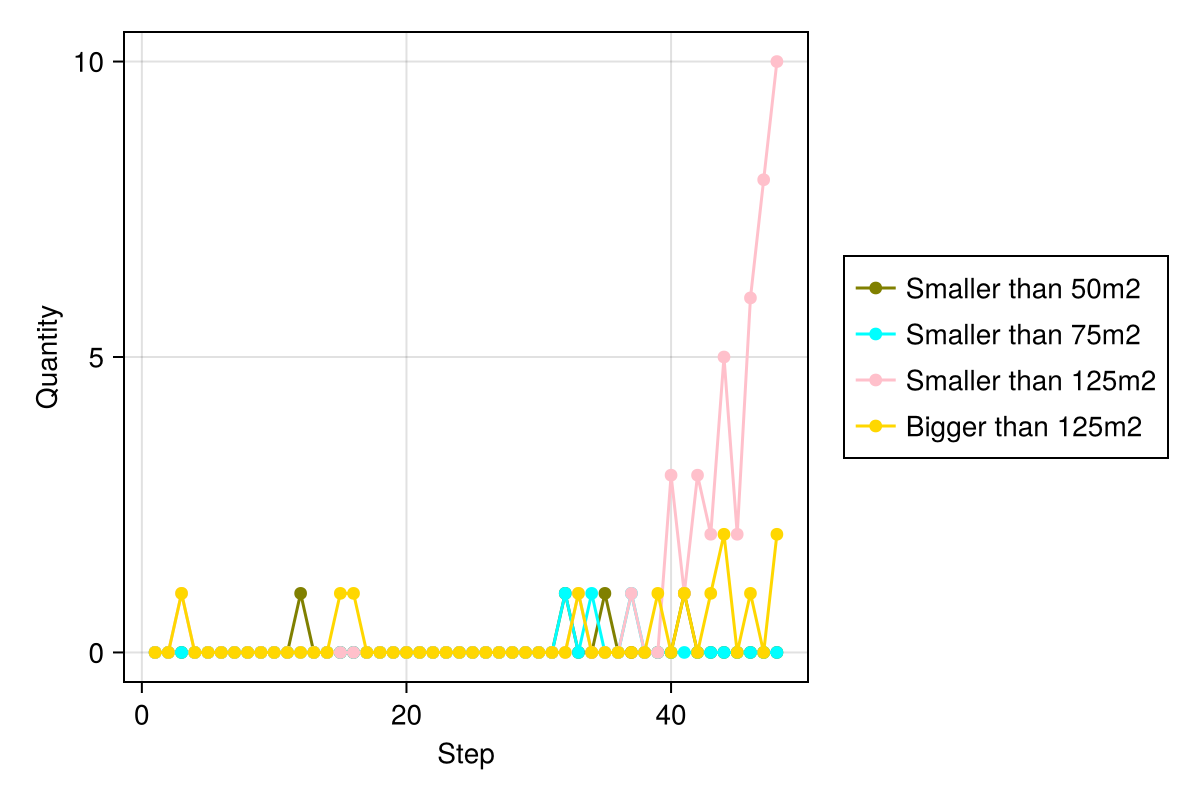 10
5
0
Quantity
0
20
40
Step
Smaller than 50m2
Smaller than 75m2
Smaller than 125m2
Bigger than 125m2